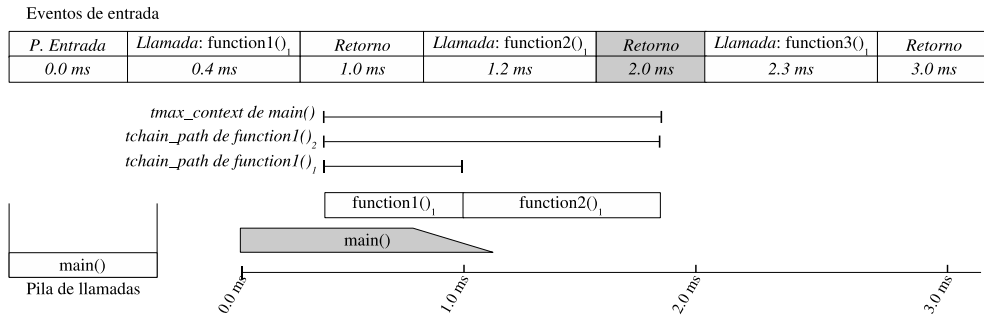 Eventos de entrada
P. Entrada Llamada: function1()1 Retorno Llamada: function2()1 Retorno Llamada: function3()1 Retorno
0.0 ms 0.4 ms 1.0 ms 1.2 ms 2.0 ms 2.3 ms 3.0 ms
tmax_context de main()
tchain_path de function1()2
tchain_path de function1()1
function1()1 function2()1
main()
main()
Pila de llamadas
0.0 ms 1.0 ms 2.0 ms 3.0 ms